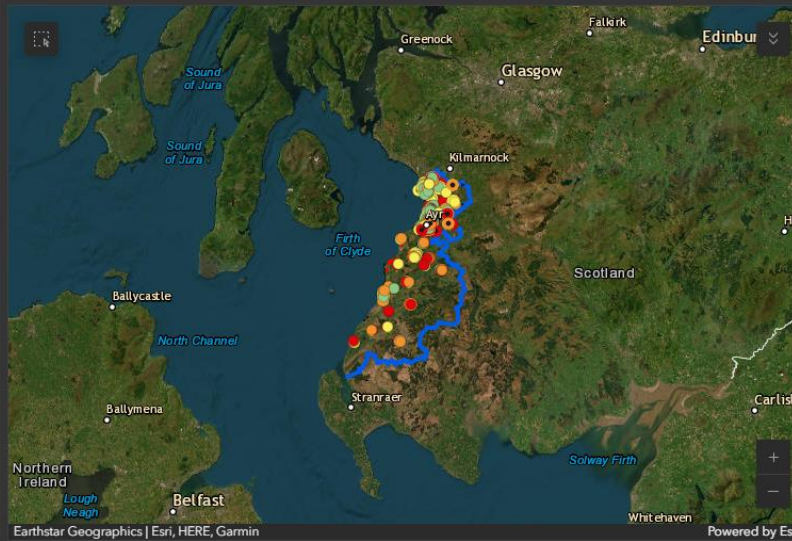 Falkirk
Edinbur
Greenock
Glasgow
Sound
of Jura
Sound
of Jura
Kilmarnock
Ayr
Firth
of Clyde
H
Scotland
Ballycastle
North Channel
Stranraer
Carlis
Ballymena
Solway Firth
Northern
Ireland
Lough
Neagh
Belfast
Whitehaven
Earthstar Geographics | Esri, HERE, Garmin
Powered by Es